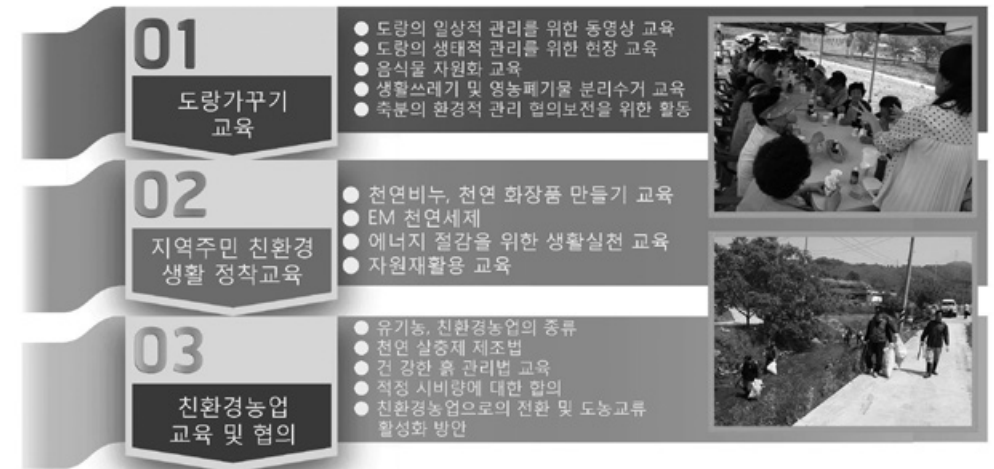 01
도랑가꾸기
교육
● 도랑의 일상적 관리를 위한 동영상 교육
● 도랑의 생태적 관리를 위한 현장 교육
● 음식물 자원화 교육
● 생활쓰레기 및 영농폐기물 분리수거 교육
● 축분의 환경적 관리 협의보전을 위한 활동
02
지역주민 친환경
생활 정착교육
● 천연비누, 천연 화장품 만들기 교육
● EM 천연세제
● 에너지 절감을 위한 생활실천 교육
● 자원재활용 교육
03
친환경농업
교육 및 협의
● 유기농, 친환경농업의 종류
● 천연 살충제 제조법
● 건 강한 흙 관리법 교육
● 적정 시비량에 대한 합의
● 친환경농업으로의 전환 및 도농교류
활성화 방안